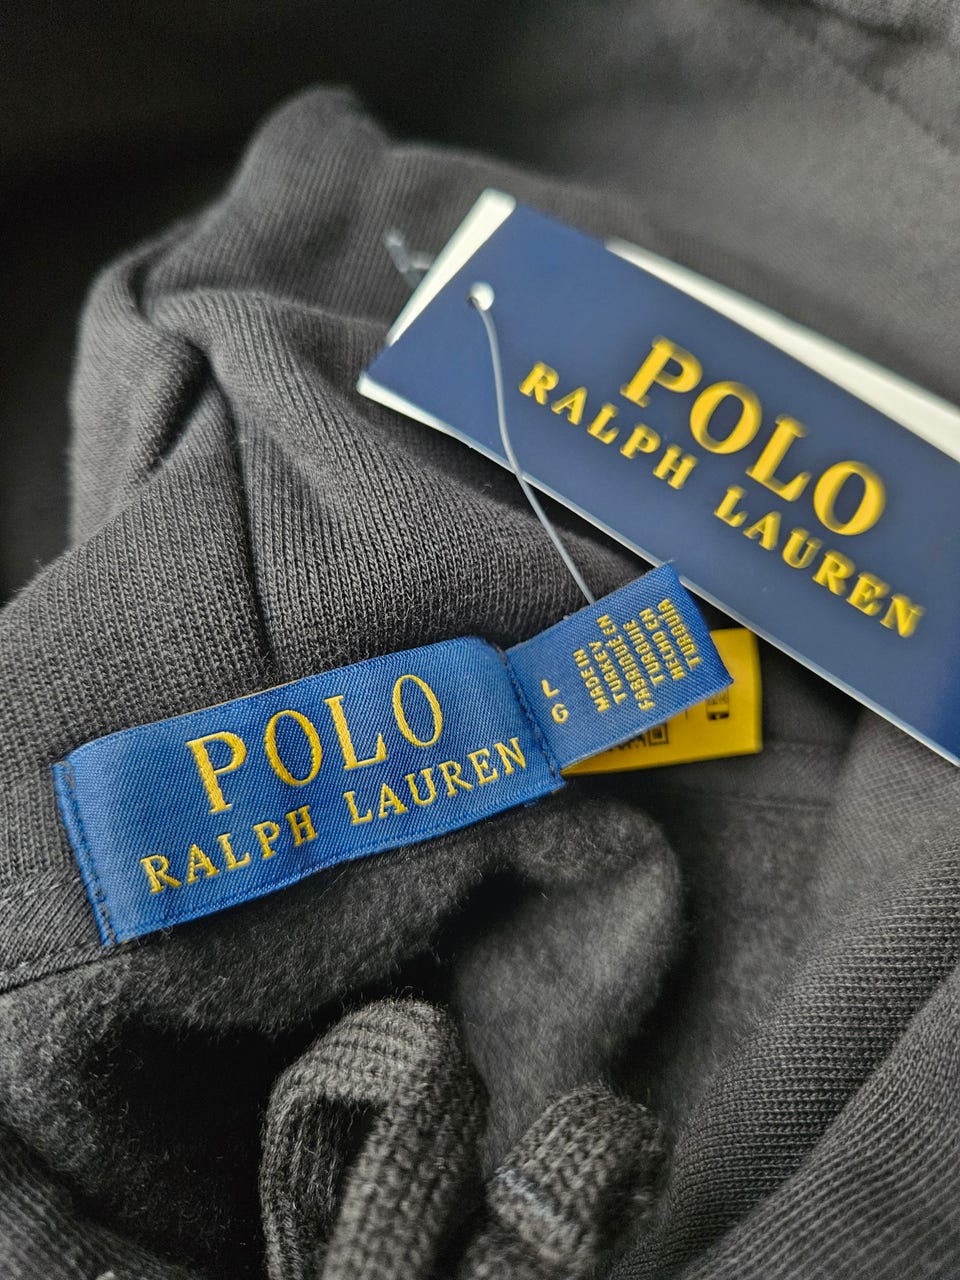 POLO
RALPH LAUREN
POLO
RALPH LAUREN
L
G
MADE IN
TURKEY
FABRIQUE EN
TURQUIE
HECHO EN
TURQUIA